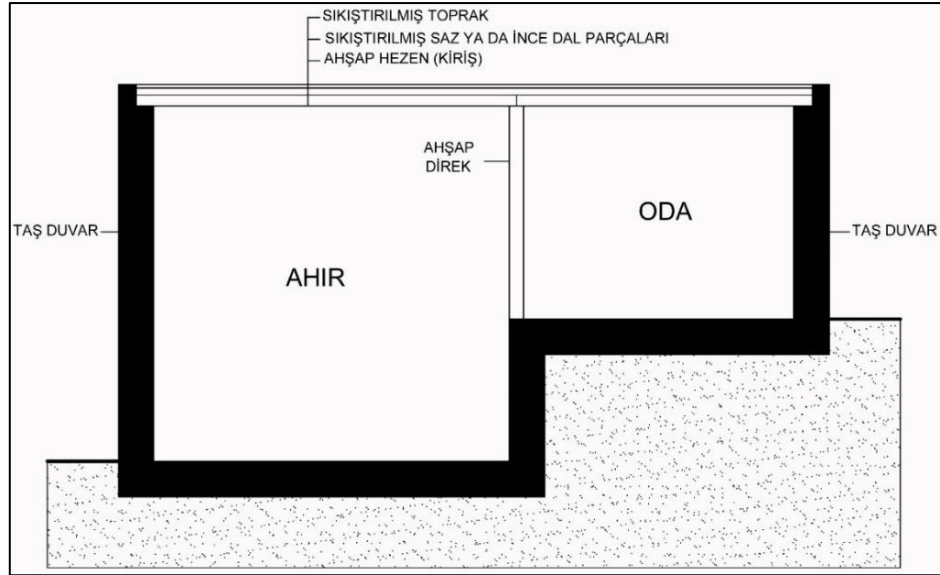 SIKIŞTIRILMIŞ TOPRAK
SIKIŞTIRILMIŞ SAZ YA DA İNCE DAL PARÇALARI
AHŞAP HEZEN (KİRİŞ)
AHŞAP
DİREK
ODA
TAŞ DUVAR
TAŞ DUVAR
AHIR